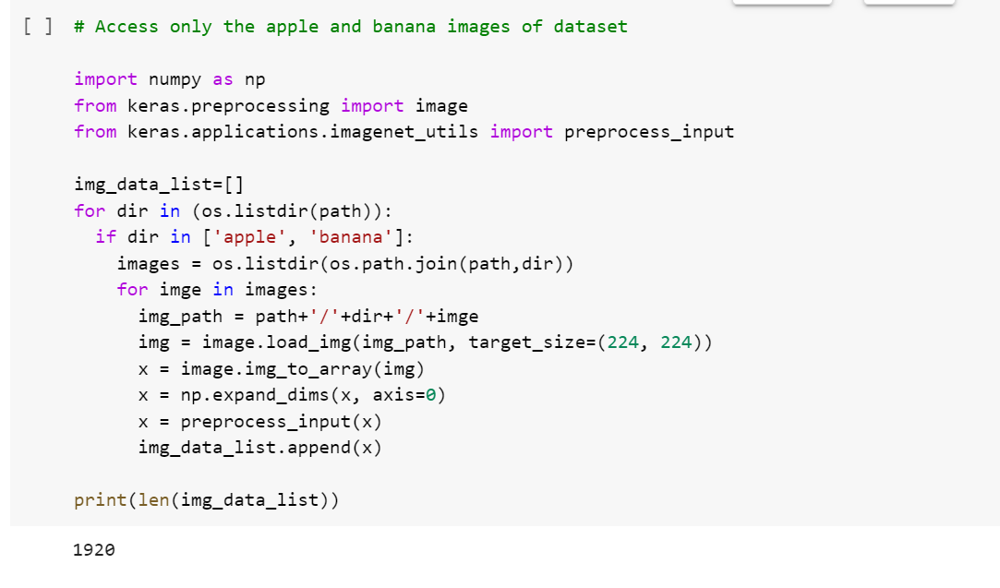 [ ] # Access only the apple and banana images of dataset
import numpy as np
from keras.preprocessing import image
from keras.applications.imagenet_utils import preprocess_input
img_data_list=[]
for dir in (os.listdir(path)):
  if dir in ['apple', 'banana']:
    images = os.listdir(os.path.join(path,dir))
    for imge in images:
      img_path = path+'/'+dir+'/'+imge
      img = image.load_img(img_path, target_size=(224, 224))
      x = image.img_to_array(img)
      x = np.expand_dims(x, axis=0)
      x = preprocess_input(x)
      img_data_list.append(x)
print(len(img_data_list))
1920